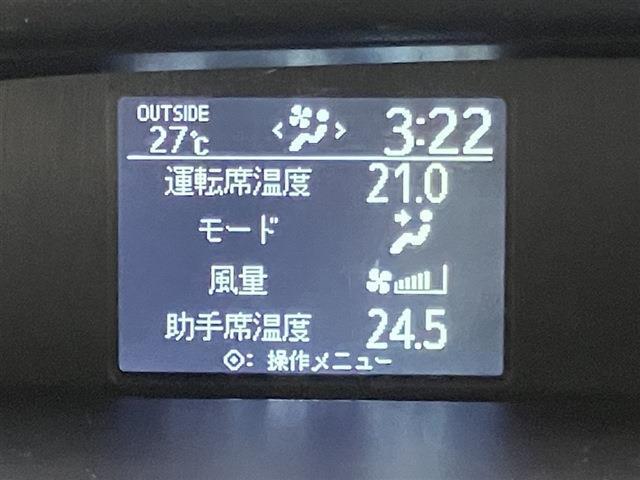 OUTSIDE
27℃ < > 3:22
運転席温度 21.0
モード
風量
助手席温度 24.5
: 操作メニュー